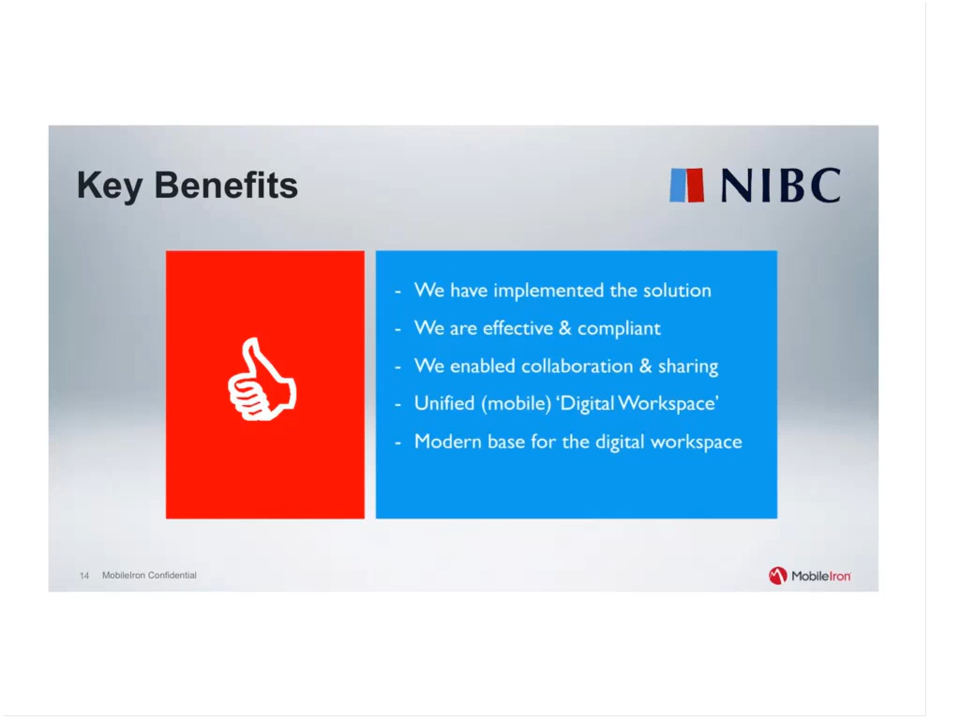 Key Benefits
NIBC
- We have implemented the solution
- We are effective & compliant
- We enabled collaboration & sharing
- Unified (mobile) ‘Digital Workspace’
- Modern base for the digital workspace
14 MobileIron Confidential
MobileIron